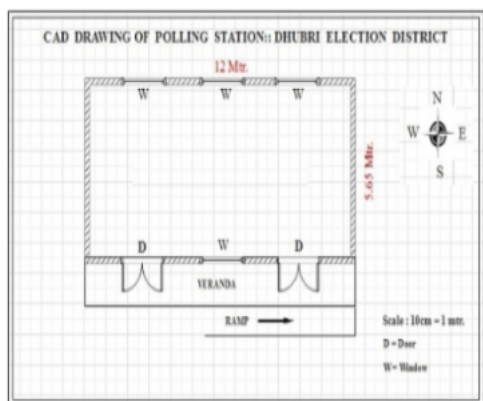 CAD DRAWING OF POLLING STATION:: DHUBRI ELECTION DISTRICT
12 Mtr.
W W W
N
W E
S
5.65 Mtr.
D W D
VERANDA
RAMP
Scale : 10cm = 1 mtr.
D = Door
W= Window